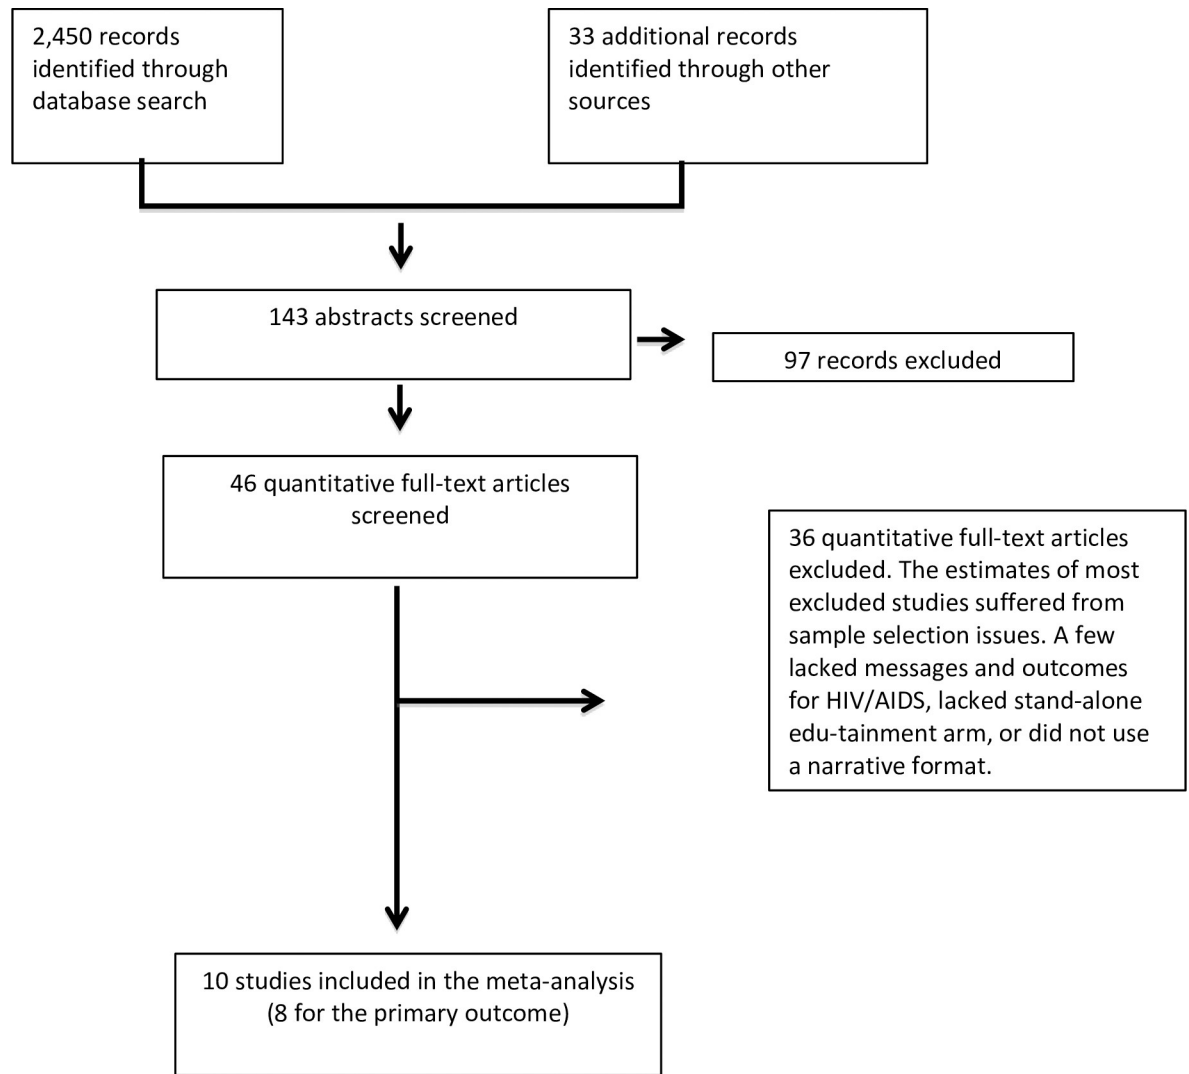 2,450 records
identified through
database search
33 additional records
identified through other
sources
143 abstracts screened
97 records excluded
46 quantitative full-text articles
screened
36 quantitative full-text articles
excluded. The estimates of most
excluded studies suffered from
sample selection issues. A few
lacked messages and outcomes
for HIV/AIDS, lacked stand-alone
edu-tainment arm, or did not use
a narrative format.
10 studies included in the meta-analysis
(8 for the primary outcome)